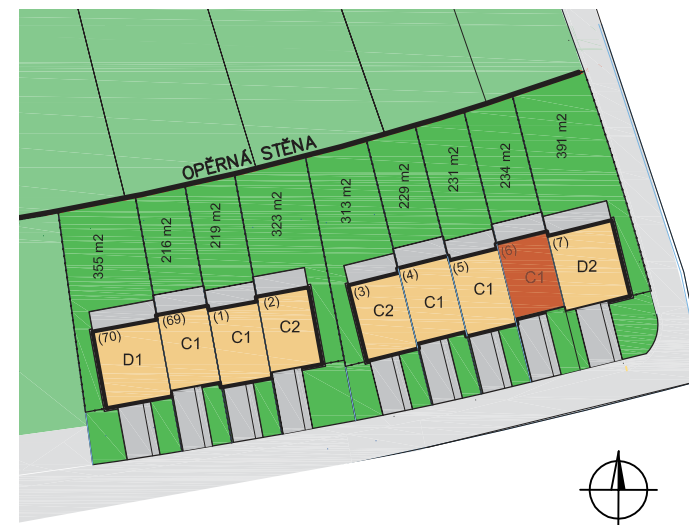 OPĚRNÁ STĚNA
355 m2
216 m2
219 m2
323 m2
313 m2
229 m2
231 m2
234 m2
391 m2
(70)
D1
(69)
C1
(1)
C1
(2)
C2
(3)
C2
(4)
C1
(5)
C1
(6)
C1
(7)
D2